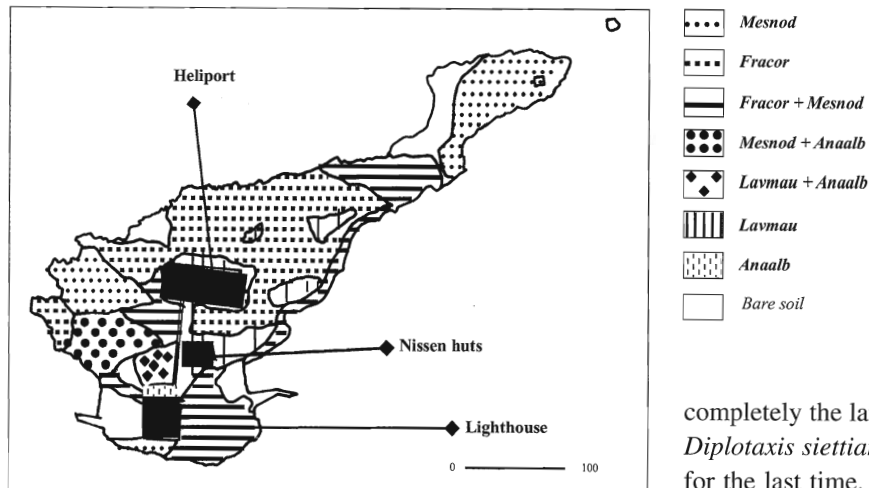 Heliport
Nissen huts
Lighthouse
0 100
Mesnod
Fracor
Fracor + Mesnod
Mesnod + Anaalb
Lavmau + Anaalb
Lavmau
Anaalb
Bare soil
completely the la
Diplotaxis siettia
for the last time.